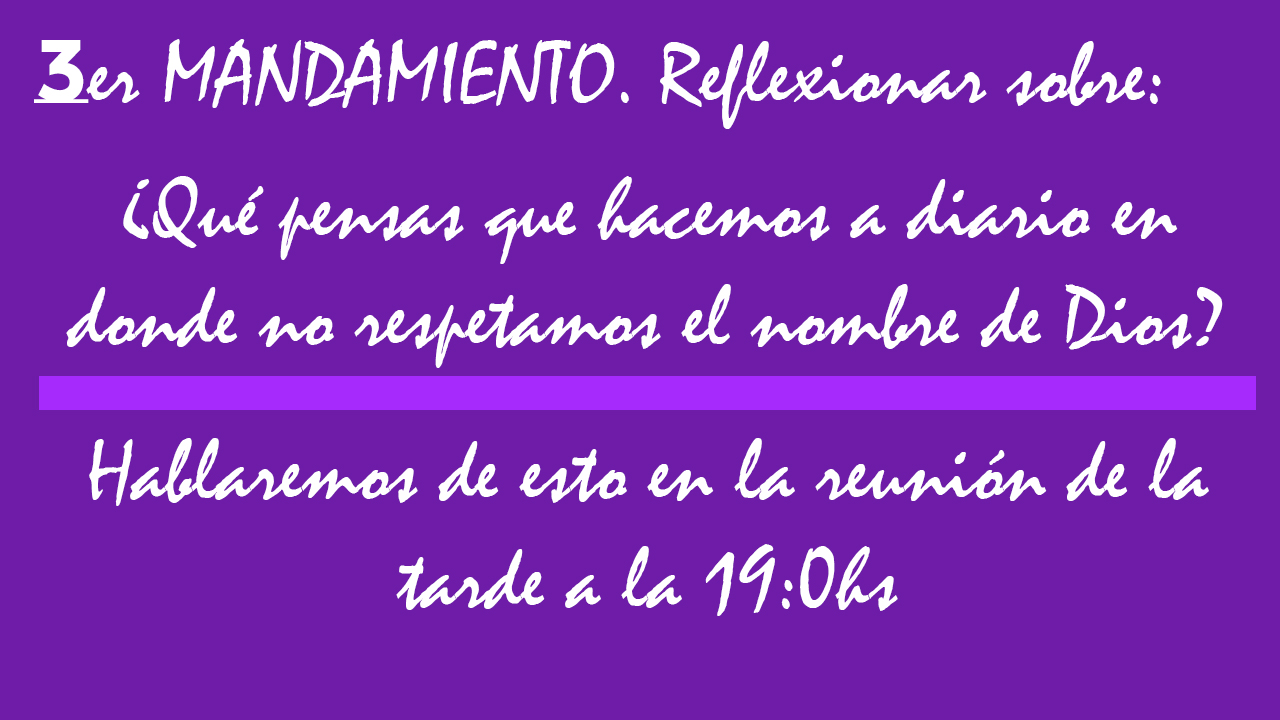 3er MANDAMIENTO. Reflexionar sobre:
¿Qué pensas que hacemos a diario en
donde no respetamos el nombre de Dios?
Hablaremos de esto en la reunión de la
tarde a la 19:0hs